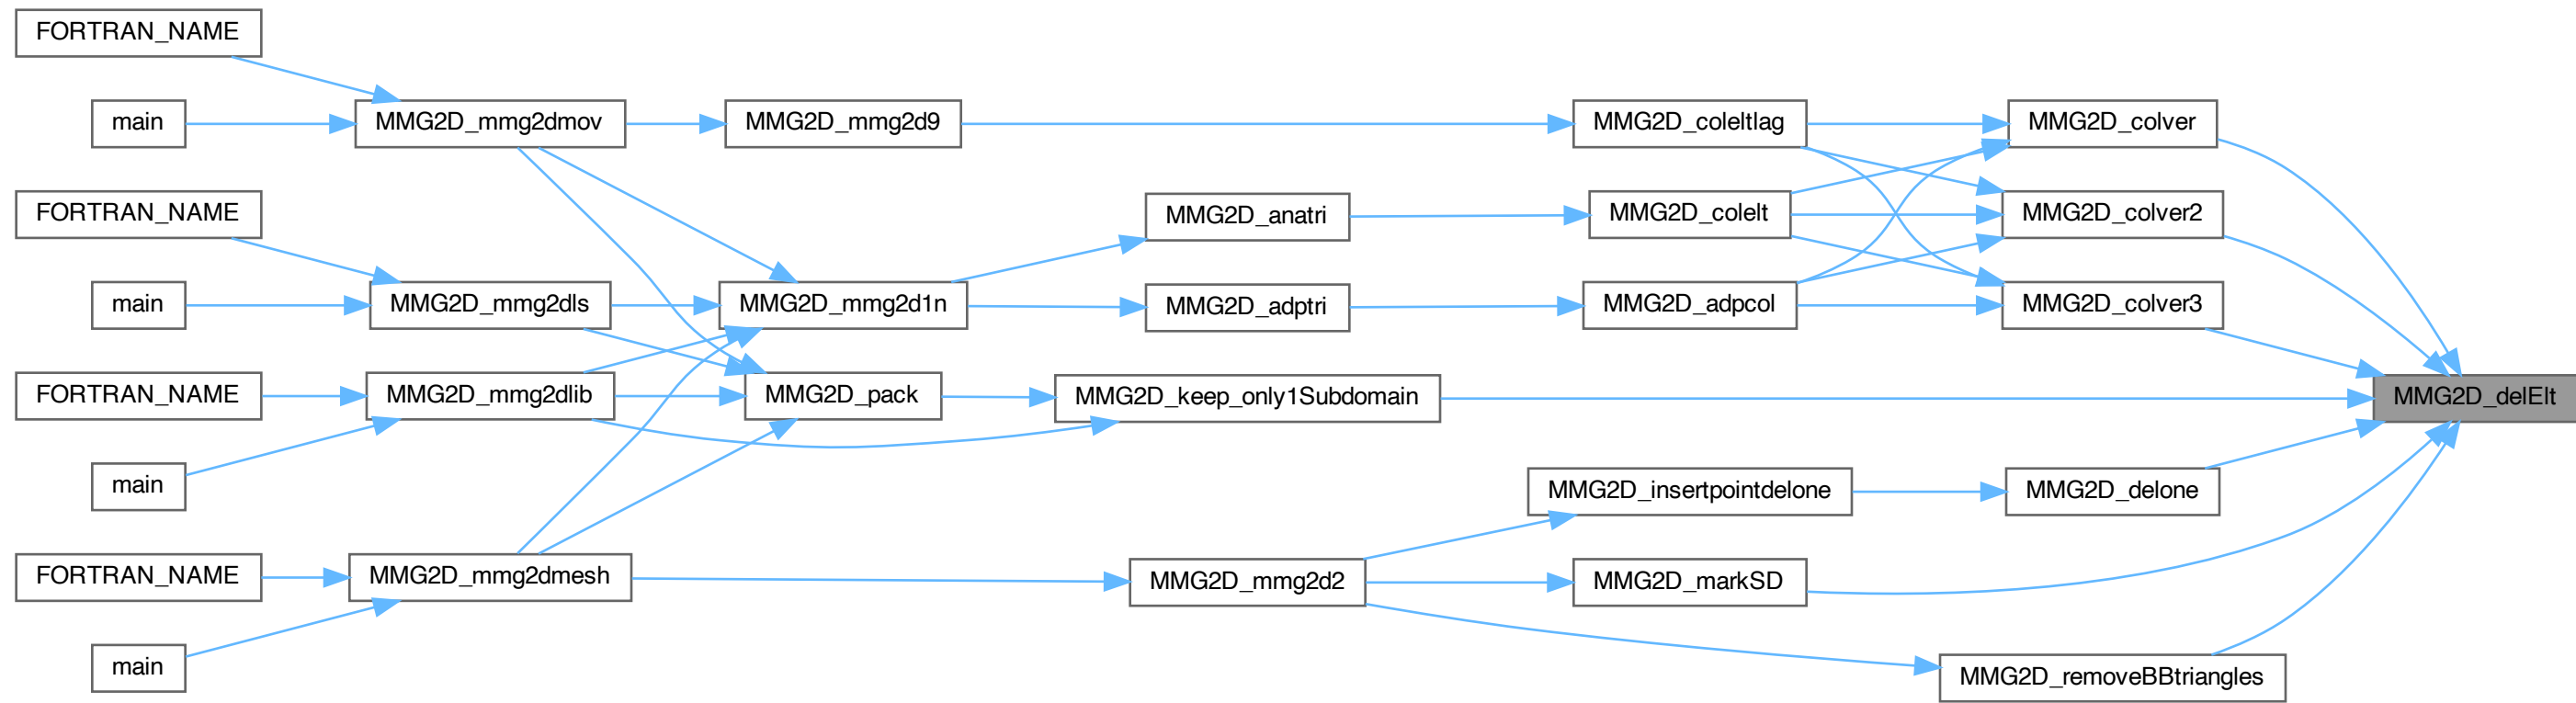 FORTRAN_NAME
main
MMG2D_mmg2dmov
MMG2D_mmg2d9
MMG2D_coleltlag
MMG2D_colver
FORTRAN_NAME
MMG2D_anatri
MMG2D_colelt
MMG2D_colver2
main
MMG2D_mmg2dls
MMG2D_mmg2d1n
MMG2D_adptri
MMG2D_adpcol
MMG2D_colver3
FORTRAN_NAME
MMG2D_mmg2dlib
MMG2D_pack
MMG2D_keep_only1Subdomain
MMG2D_delElt
main
MMG2D_insertpointdelone
MMG2D_delone
FORTRAN_NAME
MMG2D_mmg2dmesh
MMG2D_mmg2d2
MMG2D_markSD
main
MMG2D_removeBBtriangles